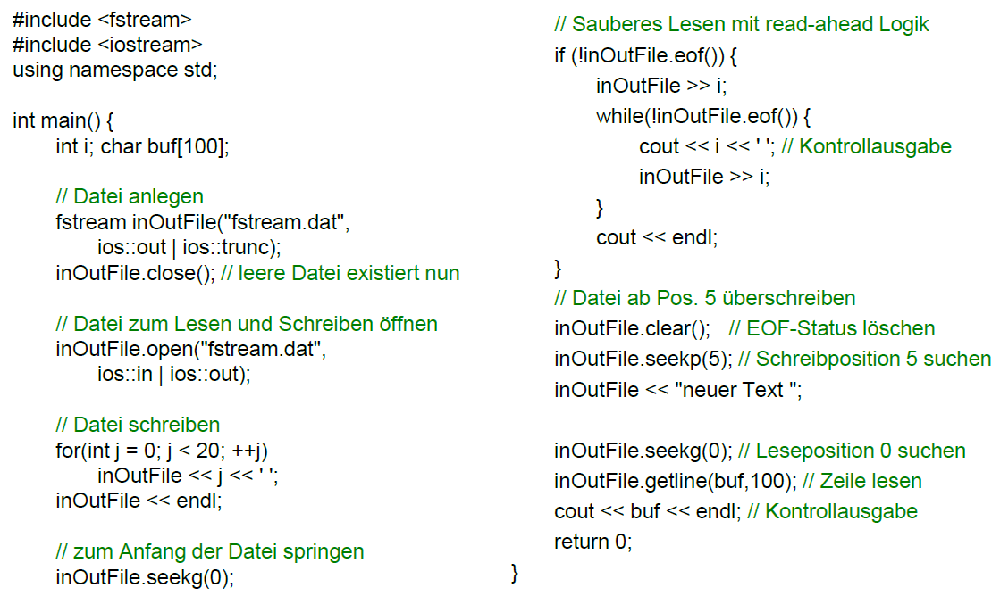 #include <fstream>
#include <iostream>
using namespace std;

int main() {
int i; char buf[100];

// Datei anlegen
fstream inOutFile("fstream.dat",
ios::out | ios::trunc);
inOutFile.close(); // leere Datei existiert nun

// Datei zum Lesen und Schreiben öffnen
inOutFile.open("fstream.dat",
ios::in | ios::out);

// Datei schreiben
for(int j = 0; j < 20; ++j)
inOutFile << j << ' ';
inOutFile << endl;

// zum Anfang der Datei springen
inOutFile.seekg(0);

// Sauberes Lesen mit read-ahead Logik
if (!inOutFile.eof()) {
inOutFile >> i;
while(!inOutFile.eof()) {
cout << i << ' '; // Kontrollausgabe
inOutFile >> i;
}
cout << endl;
}
// Datei ab Pos. 5 überschreiben
inOutFile.clear(); // EOF-Status löschen
inOutFile.seekp(5); // Schreibposition 5 suchen
inOutFile << "neuer Text ";

inOutFile.seekg(0); // Leseposition 0 suchen
inOutFile.getline(buf,100); // Zeile lesen
cout << buf << endl; // Kontrollausgabe
return 0;
}